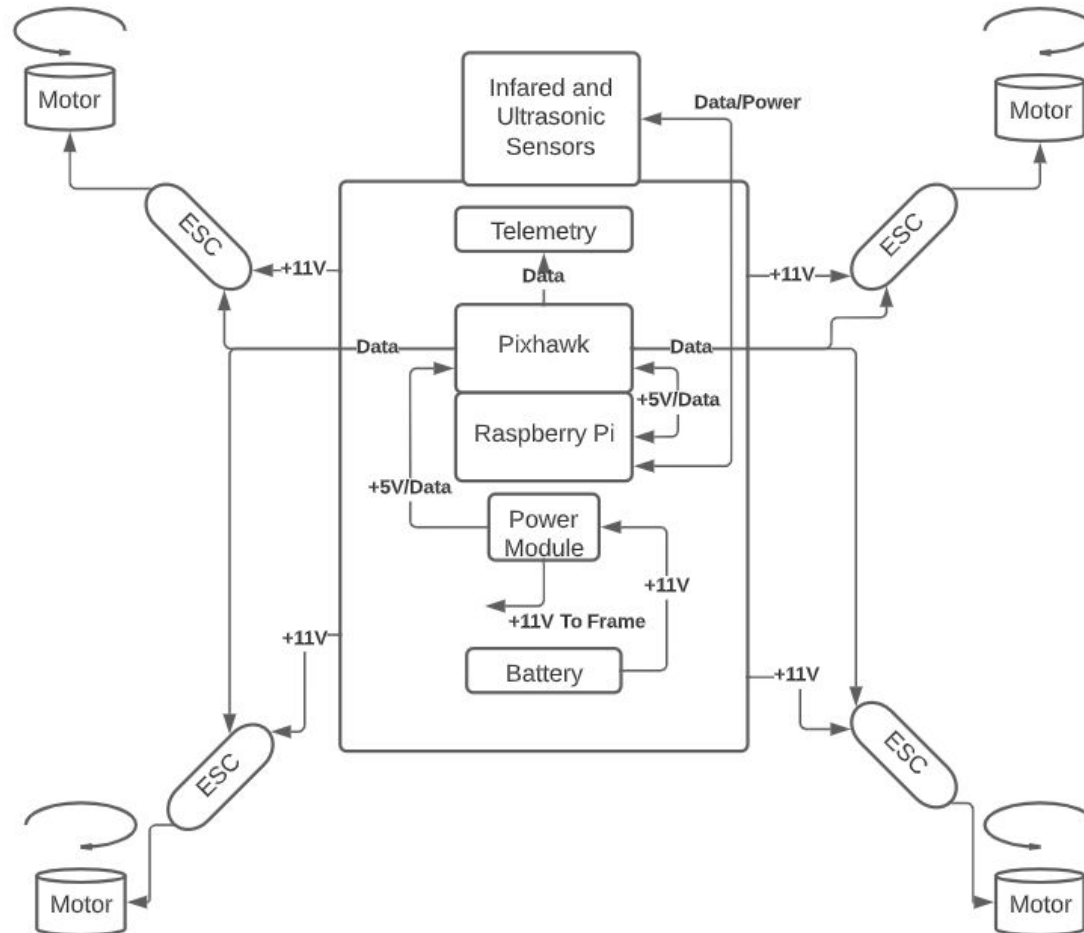 Motor
Motor
Infared and
Ultrasonic
Sensors
Data/Power
ESC
ESC
Telemetry
+11V
+11V
Data
Data
Pixhawk
Data
+5V/Data
Raspberry Pi
+5V/Data
Power
Module
+11V
+11V To Frame
+11V
Battery
+11V
ESC
ESC
Motor
Motor